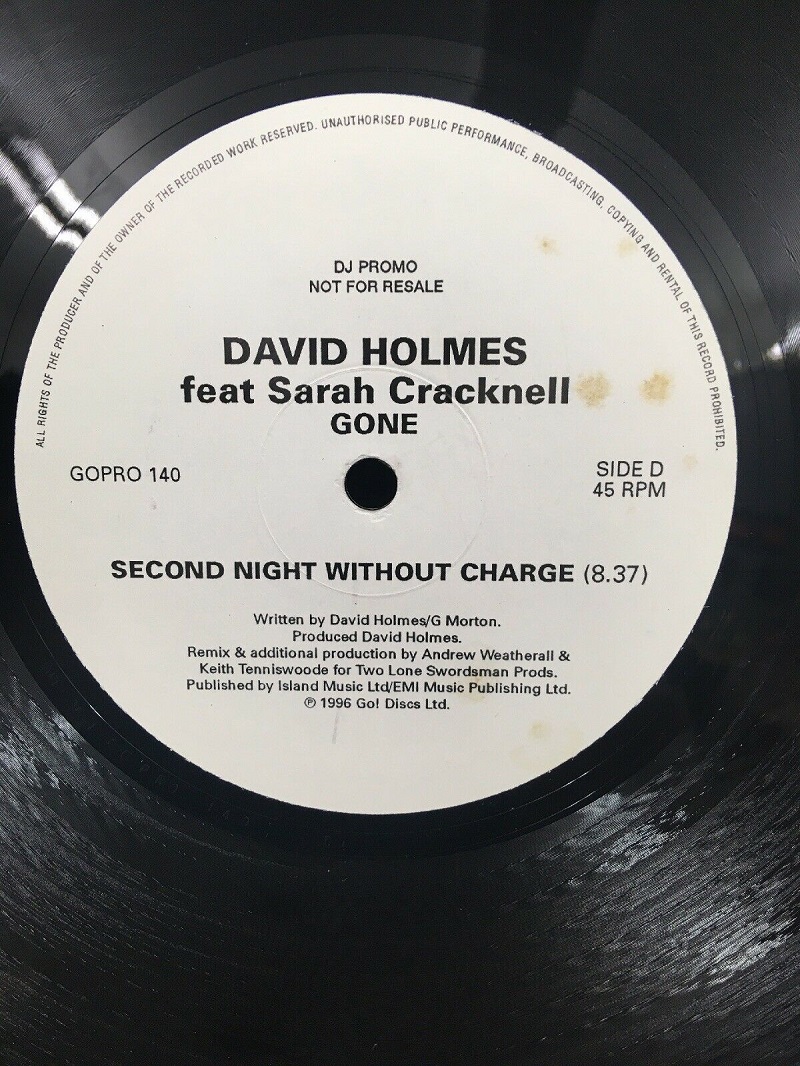 ALL RIGHTS OF THE PRODUCER AND OF THE OWNER OF THE RECORDED WORK RESERVED. UNAUTHORISED PUBLIC PERFORMANCE, BROADCASTING, COPYING AND RENTAL OF THIS RECORD PROHIBITED.
DJ PROMO
NOT FOR RESALE
DAVID HOLMES
feat Sarah Cracknell
GONE
GOPRO 140
SIDE D
45 RPM
SECOND NIGHT WITHOUT CHARGE (8.37)
Written by David Holmes/G Morton.
Produced David Holmes.
Remix & additional production by Andrew Weatherall &
Keith Tenniswoode for Two Lone Swordsman Prods.
Published by Island Music Ltd/EMI Music Publishing Ltd.
℗ 1996 Go! Discs Ltd.